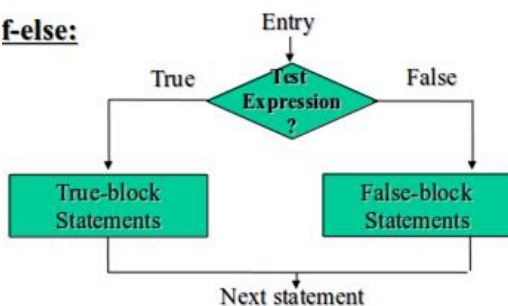 f-else:
Entry
True
Test
Expression
?
False
True-block
Statements
False-block
Statements
Next statement